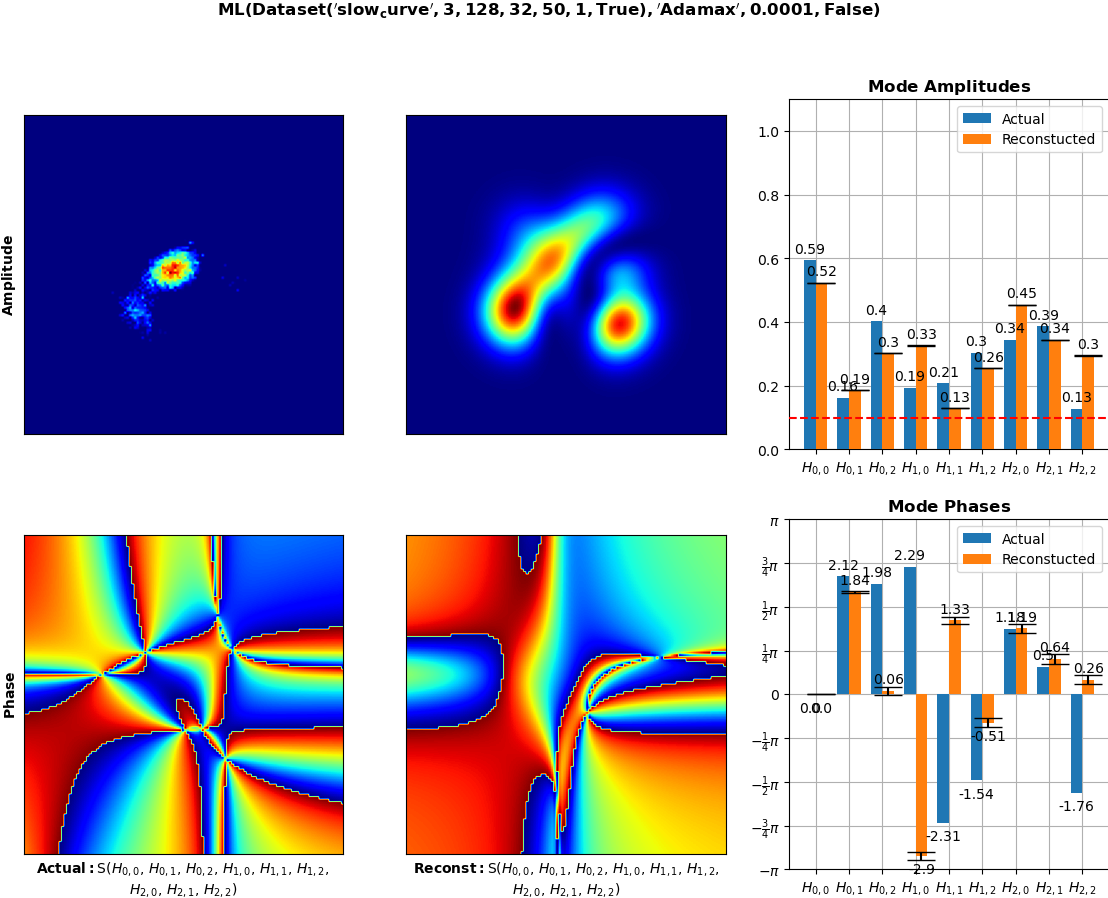 ML(Dataset('slow_curve', 3, 128, 32, 50, 1, True), 'Adamax', 0.0001, False)
Amplitude
Mode Amplitudes
Actual
Reconstucted
1.0
0.8
0.6
0.4
0.2
0.0
0.59
0.52
0.16
0.19
0.4
0.3
0.19
0.33
0.21
0.13
0.3
0.26
0.34
0.45
0.39
0.34
0.13
0.3
H0,0 H0,1 H0,2 H1,0 H1,1 H1,2 H2,0 H2,1 H2,2
Phase
Actual: S(H0,0, H0,1, H0,2, H1,0, H1,1, H1,2,
H2,0, H2,1, H2,2)
Reconst: S(H0,0, H0,1, H0,2, H1,0, H1,1, H1,2,
H2,0, H2,1, H2,2)
Mode Phases
Actual
Reconstucted
π
3/4π
1/2π
1/4π
0
−1/4π
−1/2π
−3/4π
−π
0.0
0.0
2.12
1.84
1.98
0.06
2.29
-2.9
-2.31
1.33
-1.54
-0.51
1.18
1.19
0.64
-1.76
0.26
H0,0 H0,1 H0,2 H1,0 H1,1 H1,2 H2,0 H2,1 H2,2